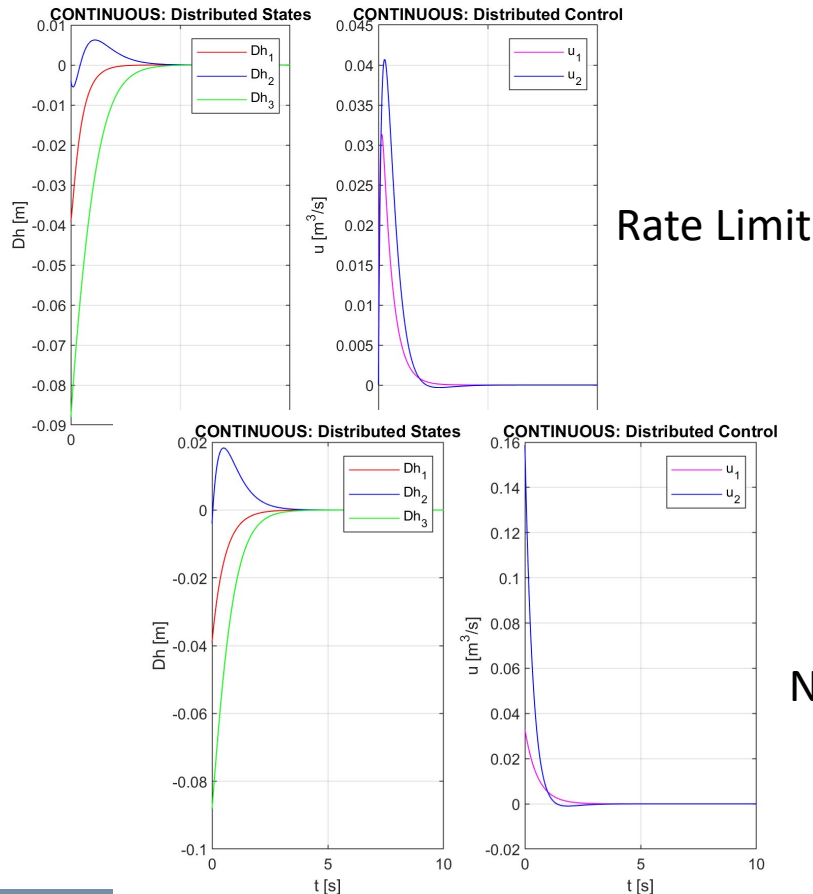 CONTINUOUS: Distributed States
0.01
0
-0.01
-0.02
-0.03
-0.04
-0.05
-0.06
-0.07
-0.08
-0.09
Dh [m]
Dh1
Dh2
Dh3
0
CONTINUOUS: Distributed Control
0.045
0.04
0.035
0.03
0.025
0.02
0.015
0.01
0.005
0
u [m3/s]
u1
u2
Rate Limit
CONTINUOUS: Distributed States
0.02
0
-0.02
-0.04
-0.06
-0.08
-0.1
Dh [m]
Dh1
Dh2
Dh3
0
5
10
t [s]
CONTINUOUS: Distributed Control
0.16
0.14
0.12
0.1
0.08
0.06
0.04
0.02
0
-0.02
u [m3/s]
u1
u2
0
5
10
t [s]